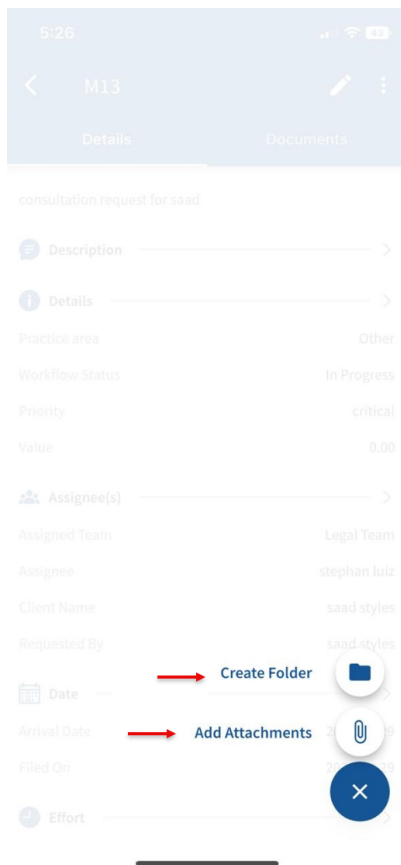 5:26
43
M13
Details
Documents
consultation request for saad
Description
Details
Practice area Other
Workflow Status In Progress
Priority critical
Value 0.00
Assignee(s)
Assigned Team Legal Team
Assignee stephan luiz
Client Name saad styles
Requested By saad styles
Create Folder
Date
Arrival Date
Add Attachments
Filed On
Effort